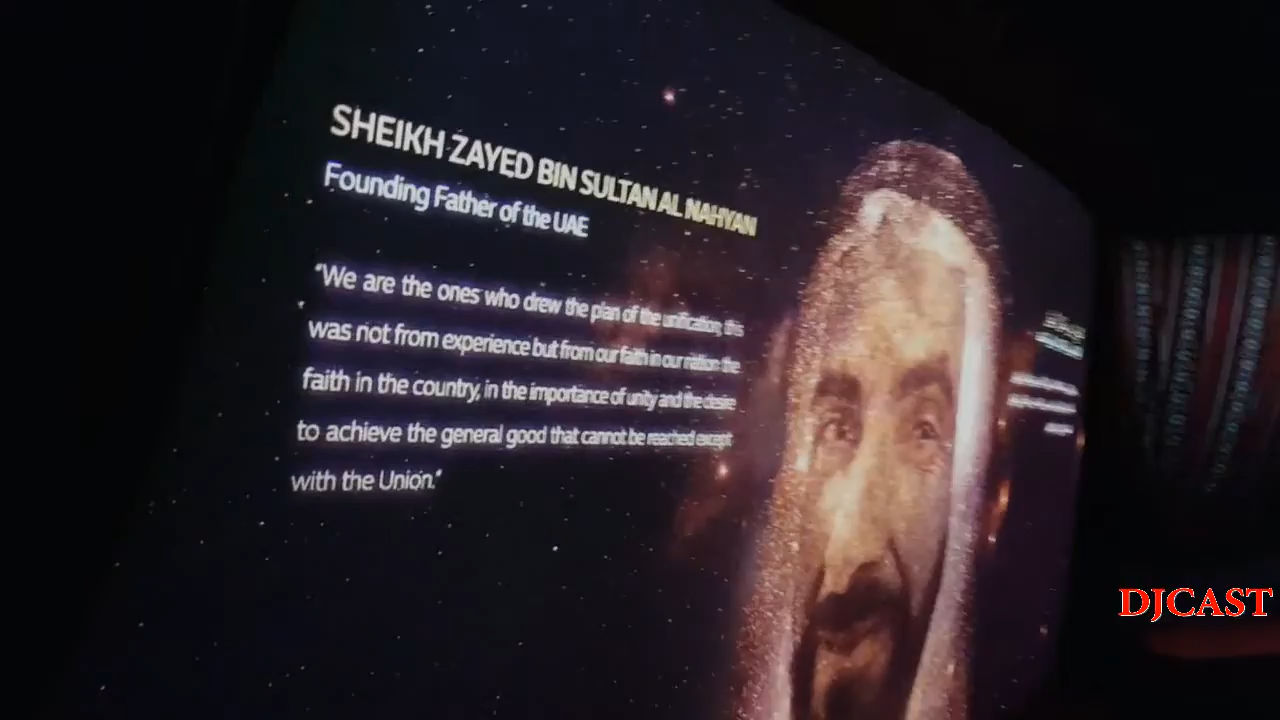 SHEIKH ZAYED BIN SULTAN AL NAHYAN
Founding Father of the UAE
"We are the ones who drew the plan of the unification; this
was not from experience but from our faith in our nation the
faith in the country, in the importance of unity and the desire
to achieve the general good that cannot be reached except
with the Union."
DJCAST